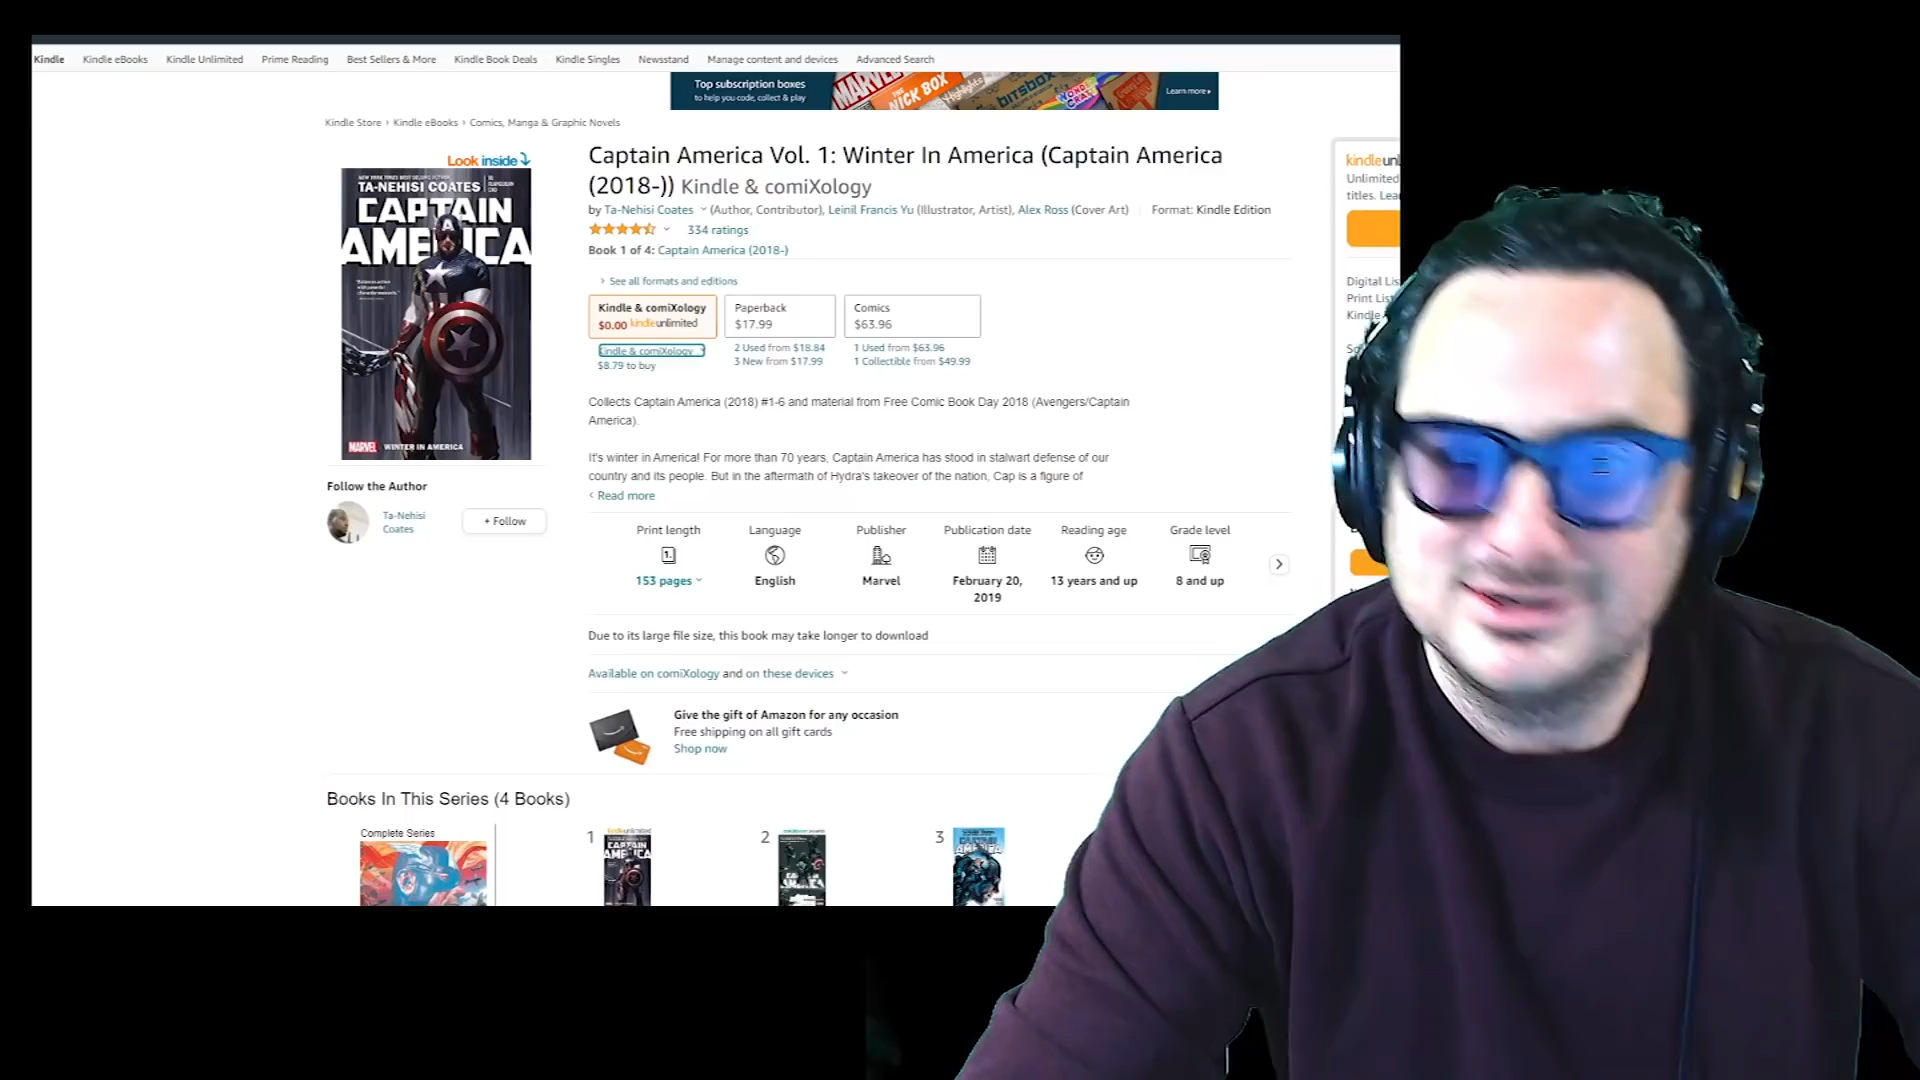 Kindle Kindle eBooks Kindle Unlimited Prime Reading Best Sellers & More Kindle Book Deals Kindle Singles Newsstand Manage content and devices Advanced Search
Top subscription boxes
to help you code, collect & play
MARVEL
THE NICK BOX
Highlights
bitsbox
Learn more
Kindle Store › Kindle eBooks › Comics, Manga & Graphic Novels
Look inside
TA-NEHISI COATES
CAPTAIN
AMERICA
MARVEL WINTER IN AMERICA
Follow the Author
Ta-Nehisi
Coates
+ Follow
Captain America Vol. 1: Winter In America (Captain America
(2018-)) Kindle & comiXology
by Ta-Nehisi Coates (Author, Contributor), Leinil Francis Yu (Illustrator, Artist), Alex Ross (Cover Art) Format: Kindle Edition
334 ratings
Book 1 of 4: Captain America (2018-)
› See all formats and editions
Kindle & comiXology
$0.00 kindleunlimited
Kindle & comiXology
$8.79 to buy
Paperback
$17.99
2 Used from $18.84
3 New from $17.99
Comics
$63.96
1 Used from $63.96
1 Collectible from $49.99
Collects Captain America (2018) #1-6 and material from Free Comic Book Day 2018 (Avengers/Captain
America).
It's winter in America! For more than 70 years, Captain America has stood in stalwart defense of our
country and its people. But in the aftermath of Hydra's takeover of the nation, Cap is a figure of
‹ Read more
Print length
153 pages
Language
English
Publisher
Marvel
Publication date
February 20,
2019
Reading age
13 years and up
Grade level
8 and up
Due to its large file size, this book may take longer to download
Available on comiXology and on these devices
Give the gift of Amazon for any occasion
Free shipping on all gift cards
Shop now
Unlimited
titles.
Digital
Print
Kindle
Books In This Series (4 Books)
Complete Series
1
CAPTAIN
AMERICA
2
3